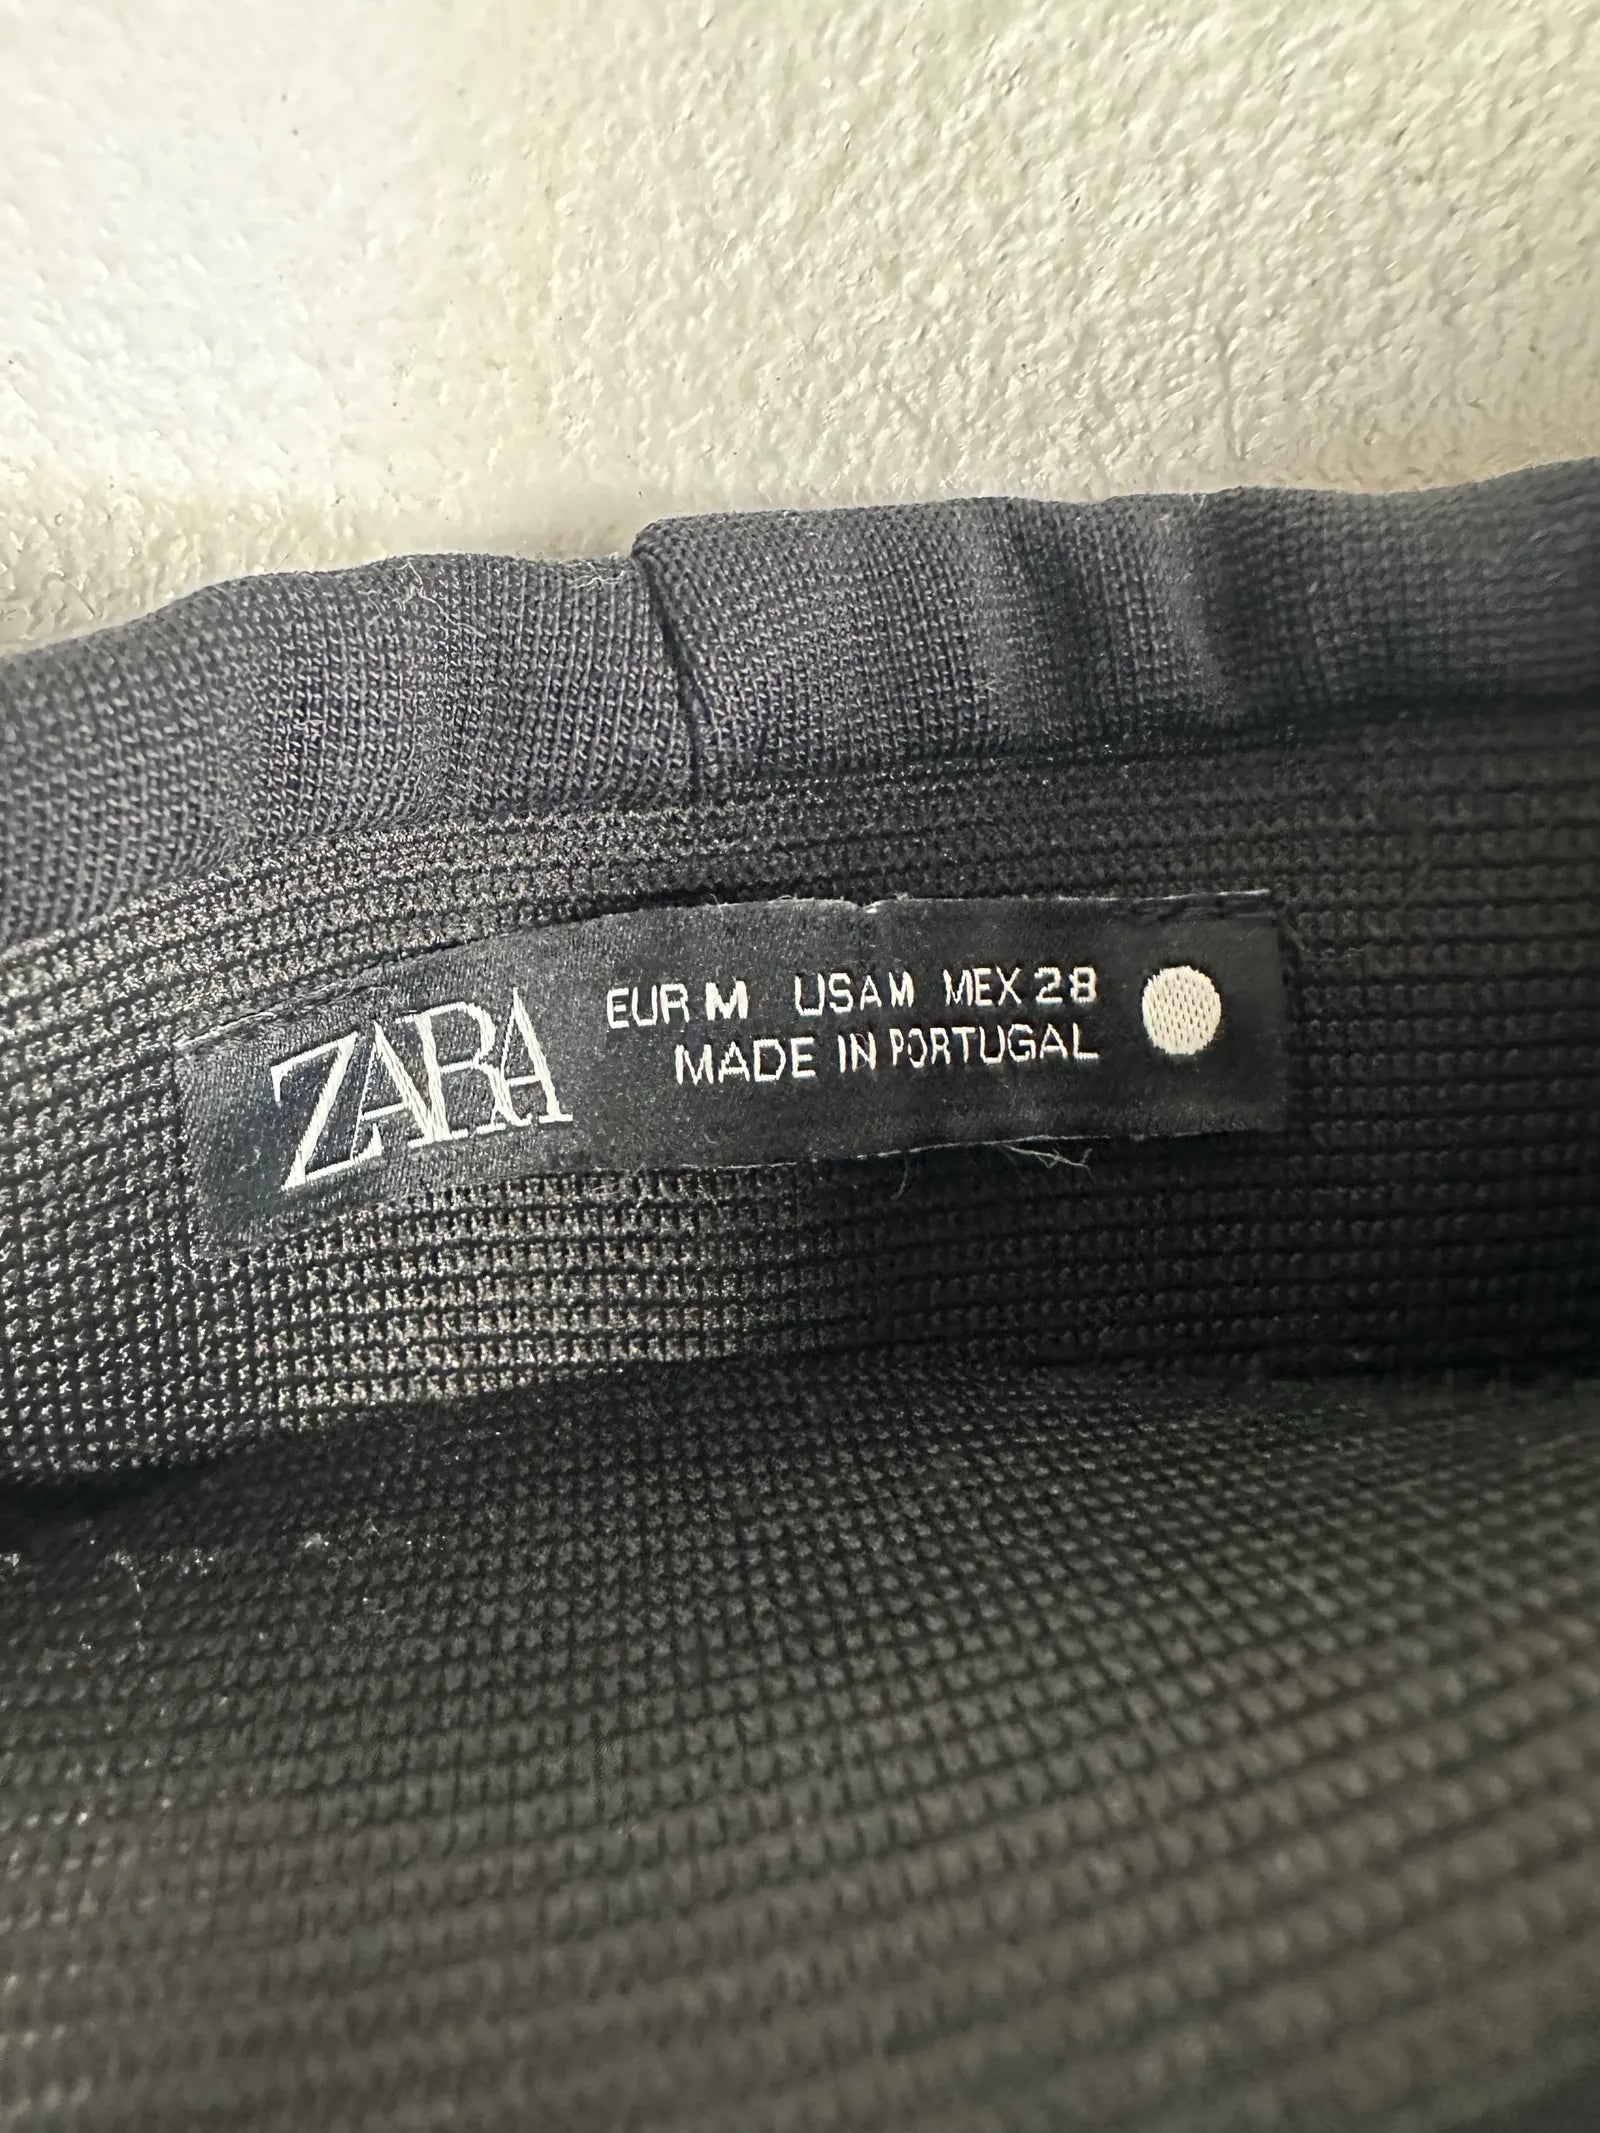 ZARA
EUR M USA M MEX 28
MADE IN PORTUGAL